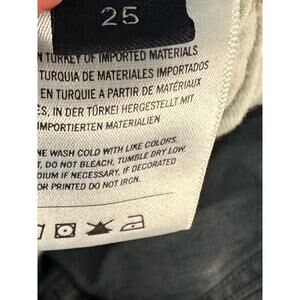 25
N TURKEY OF IMPORTED MATERIALS
TURQUIA DE MATERIALES IMPORTADOS
EN TURQUIE A PARTIR DE MATÉRIAUX
S, IN DER TÜRKEI HERGESTELLT MIT
IMPORTIERTEN MATERIALIEN
NE WASH COLD WITH LIKE COLORS,
T, DO NOT BLEACH, TUMBLE DRY LOW,
DIUM IF NECESSARY, IF DECORATED
OR PRINTED DO NOT IRON.